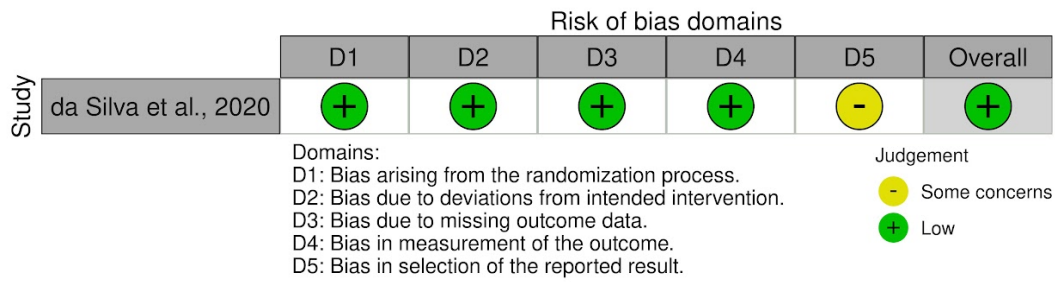 Risk of bias domains
D1 D2 D3 D4 D5 Overall
Study
da Silva et al., 2020 + + + + - +
Domains:
D1: Bias arising from the randomization process.
D2: Bias due to deviations from intended intervention.
D3: Bias due to missing outcome data.
D4: Bias in measurement of the outcome.
D5: Bias in selection of the reported result.
Judgement
- Some concerns
+ Low